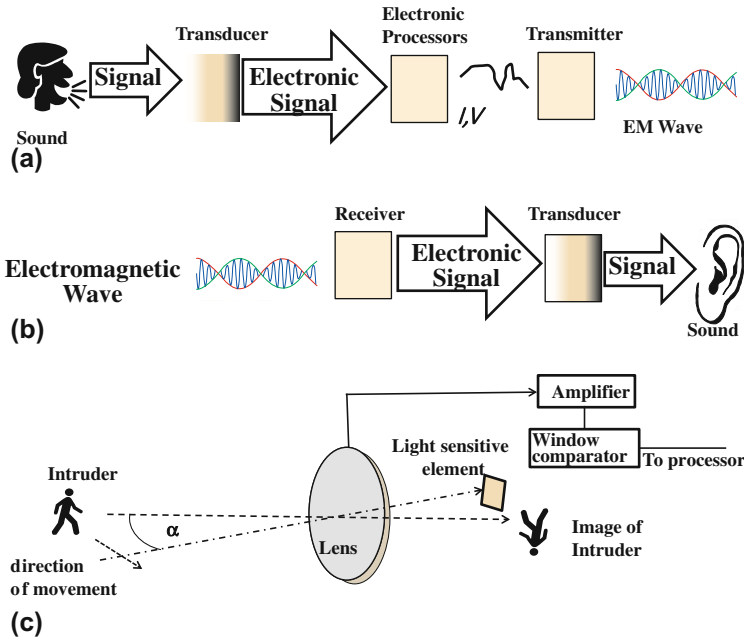 Electronic
Processors
Transducer
Transmitter
Signal
Electronic
Signal
I,V
Sound
EM Wave
(a)
Receiver
Transducer
Electromagnetic
Wave
Electronic
Signal
Signal
Sound
(b)
Amplifier
Window
comparator
To processor
Light sensitive
element
Intruder
α
Lens
Image of
Intruder
direction
of movement
(c)